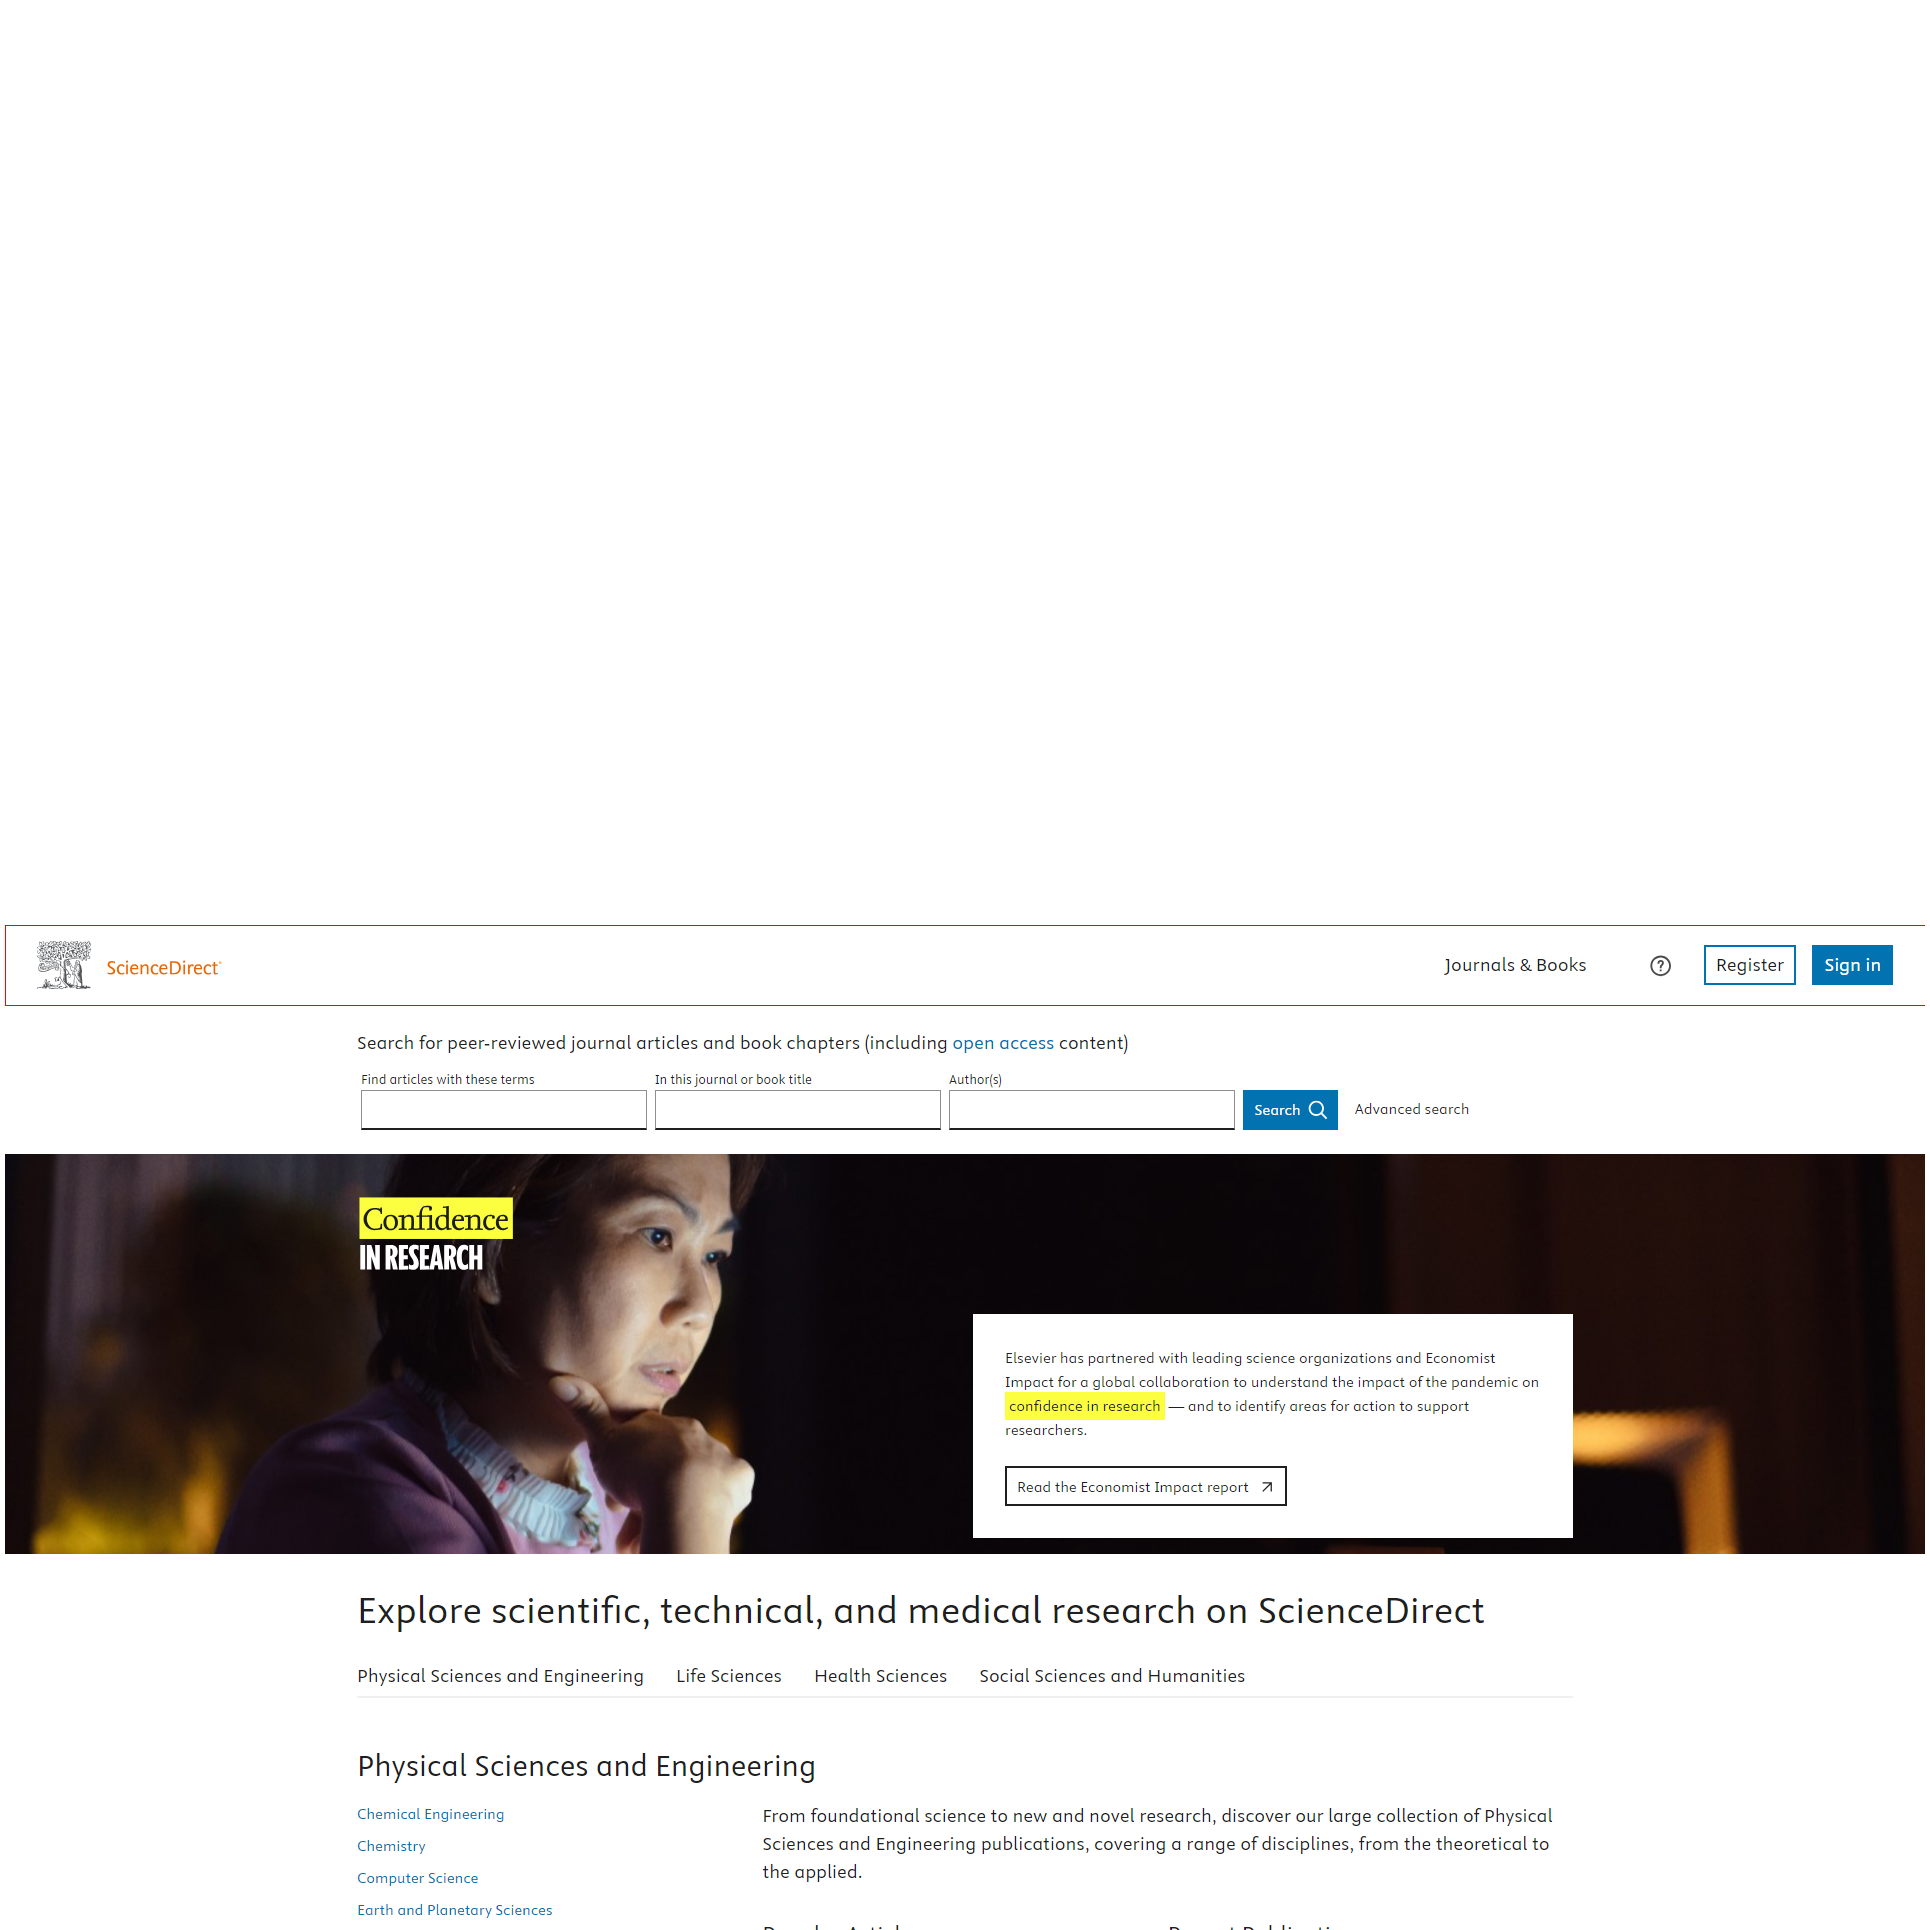 ScienceDirect
Journals & Books
Register
Sign in
Search for peer-reviewed journal articles and book chapters (including open access content)
Find articles with these terms
In this journal or book title
Author(s)
Search
Advanced search
Confidence
IN RESEARCH
Elsevier has partnered with leading science organizations and Economist
Impact for a global collaboration to understand the impact of the pandemic on
confidence in research — and to identify areas for action to support
researchers.
Read the Economist Impact report
Explore scientific, technical, and medical research on ScienceDirect
Physical Sciences and Engineering
Life Sciences
Health Sciences
Social Sciences and Humanities
Physical Sciences and Engineering
Chemical Engineering
Chemistry
Computer Science
Earth and Planetary Sciences
From foundational science to new and novel research, discover our large collection of Physical
Sciences and Engineering publications, covering a range of disciplines, from the theoretical to
the applied.